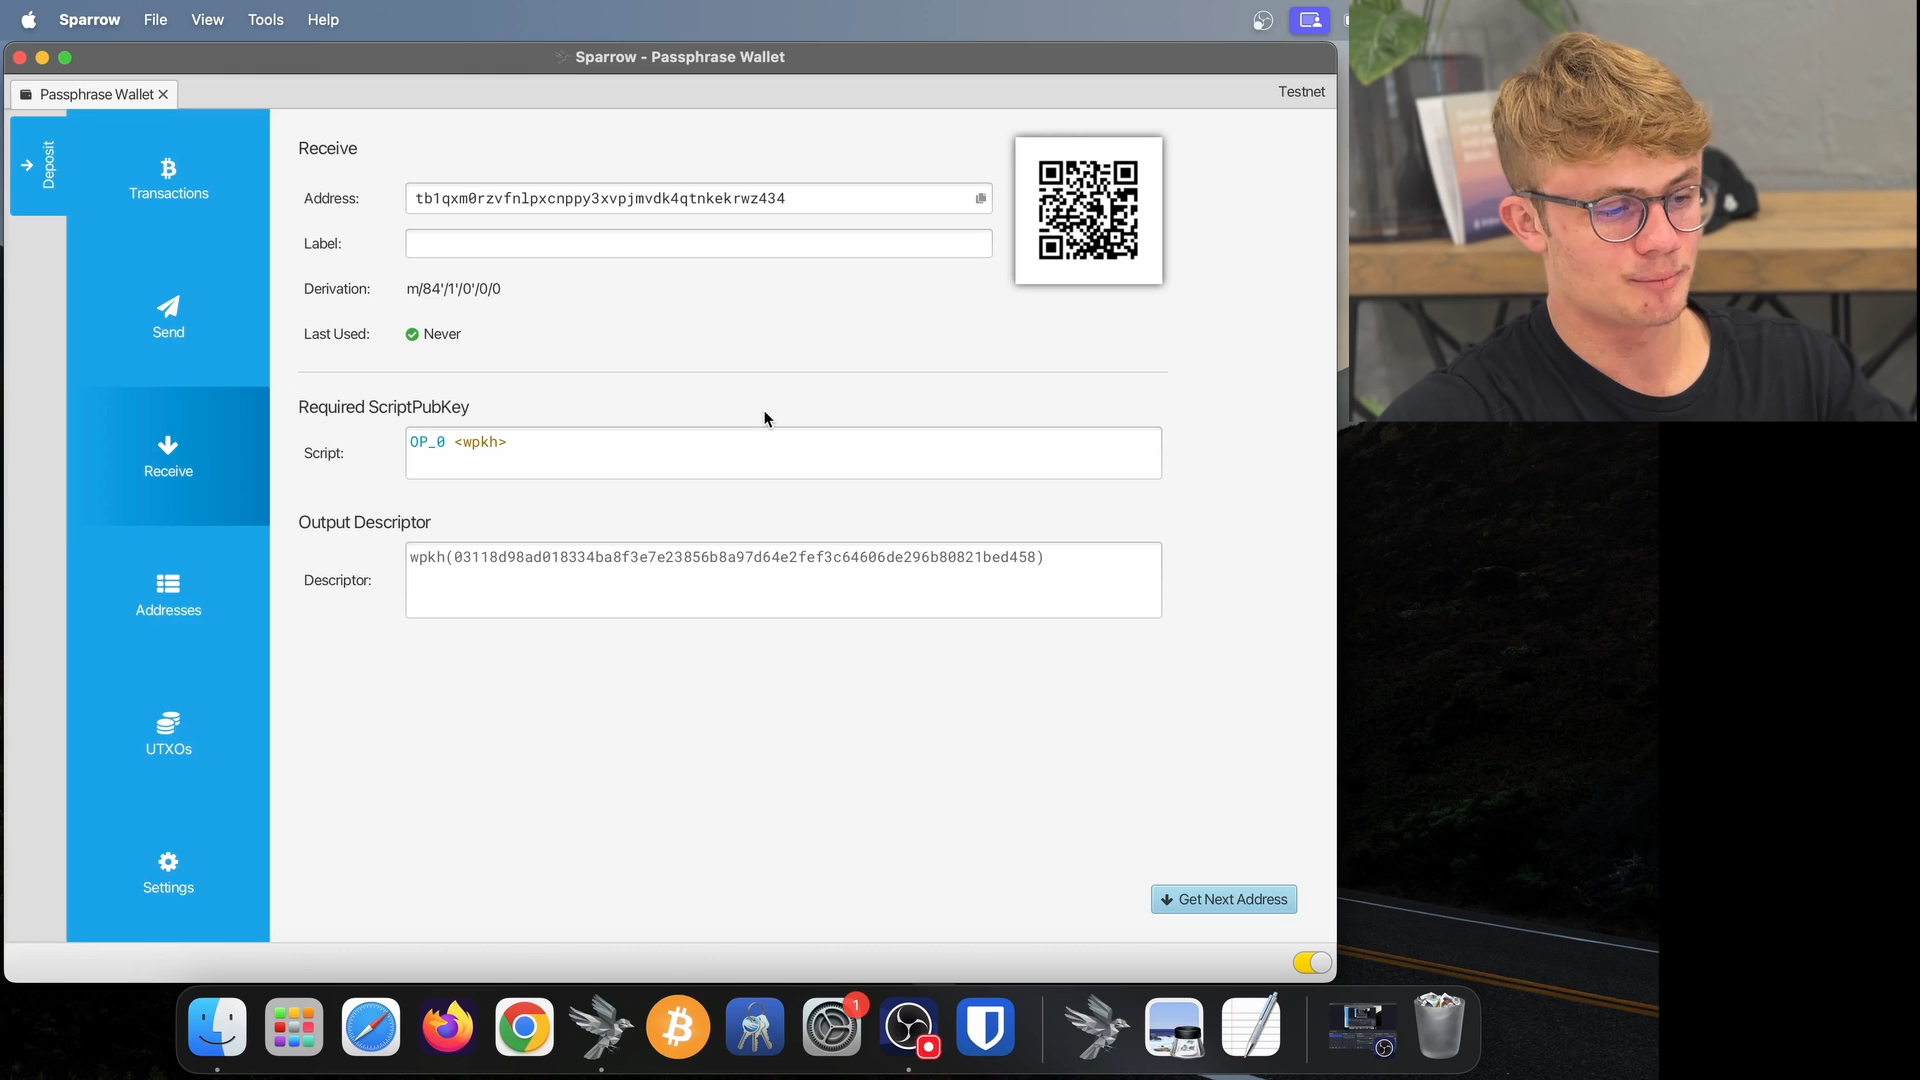 Sparrow File View Tools Help
Sparrow - Passphrase Wallet
Passphrase Wallet
Testnet
Deposit
Transactions
Send
Receive
Addresses
UTXOs
Settings
Receive
Address: tb1qxm0rzvfnlpxcnppy3xvpjmvdk4qtnkekrwz434
Label:
Derivation: m/84'/1'/0'/0/0
Last Used: Never
Required ScriptPubKey
Script: OP_0 <wpkh>
Output Descriptor
Descriptor: wpkh(03118d98ad018334ba8f3e7e23856b8a97d64e2fef3c64606de296b80821bed458)
Get Next Address
1